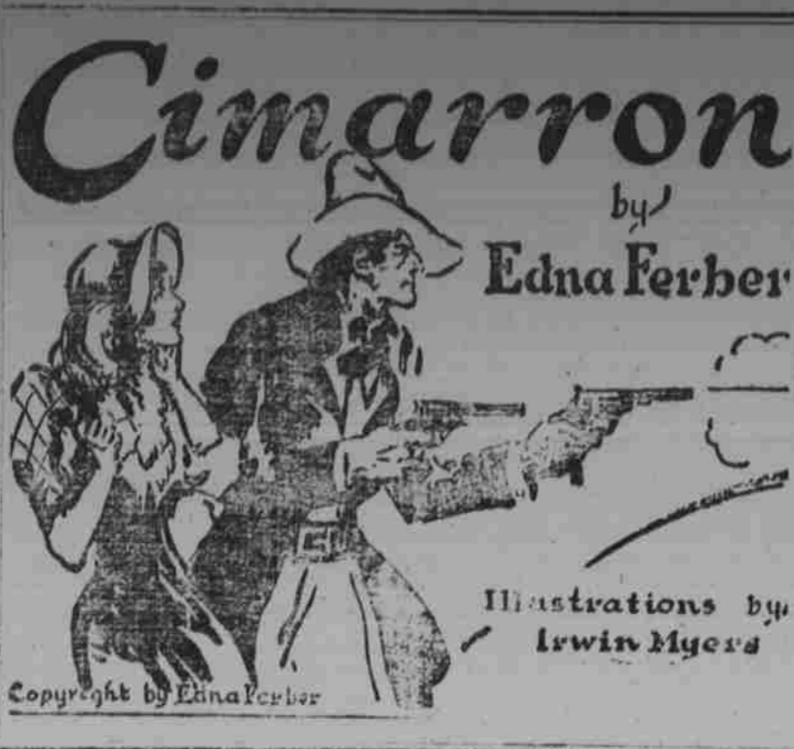 Cimarron
by
Edna Ferber
Illustrations by
Irwin Myers
Copyright by Edna Ferber